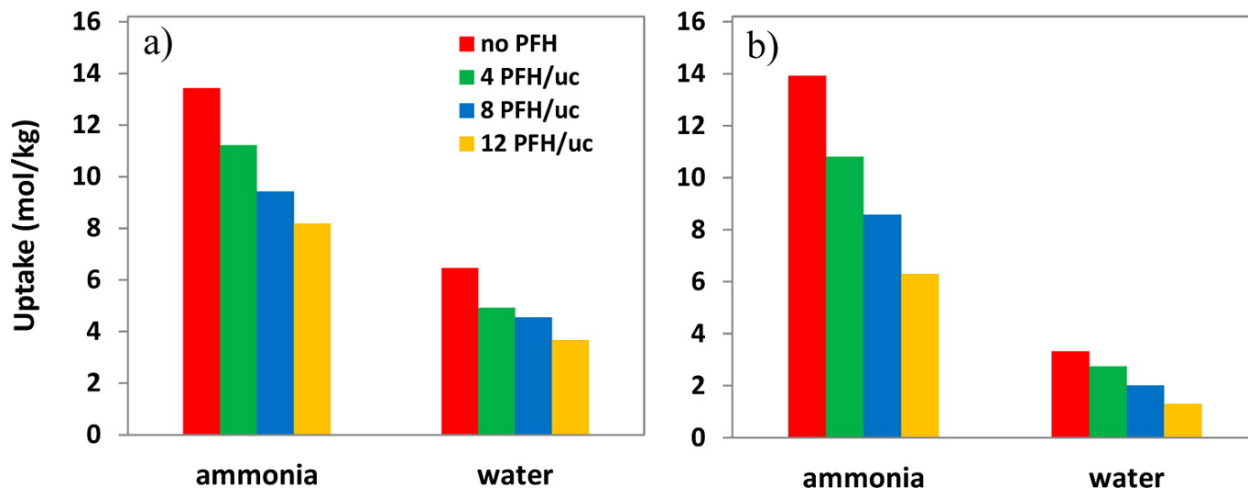 a)
no PFH
4 PFH/uc
8 PFH/uc
12 PFH/uc
Uptake (mol/kg)
16
14
12
10
8
6
4
2
0
ammonia water
b)
16
14
12
10
8
6
4
2
0
ammonia water